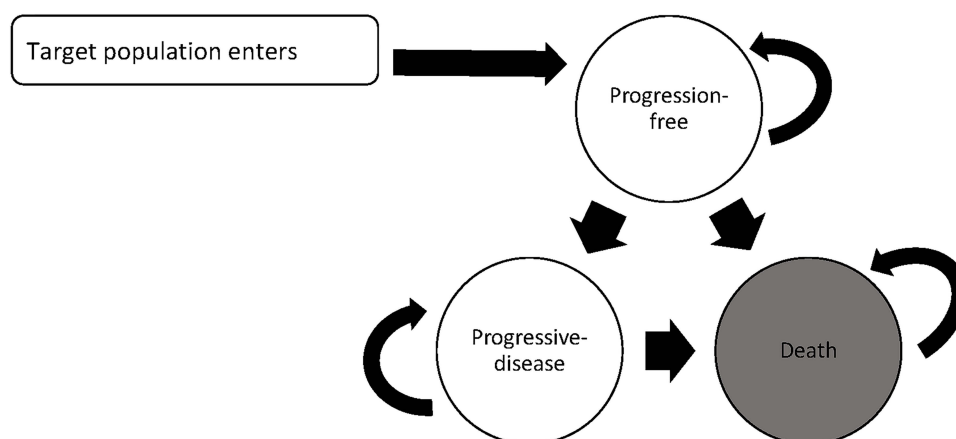 Target population enters
Progression-
free
Progressive-
disease
Death